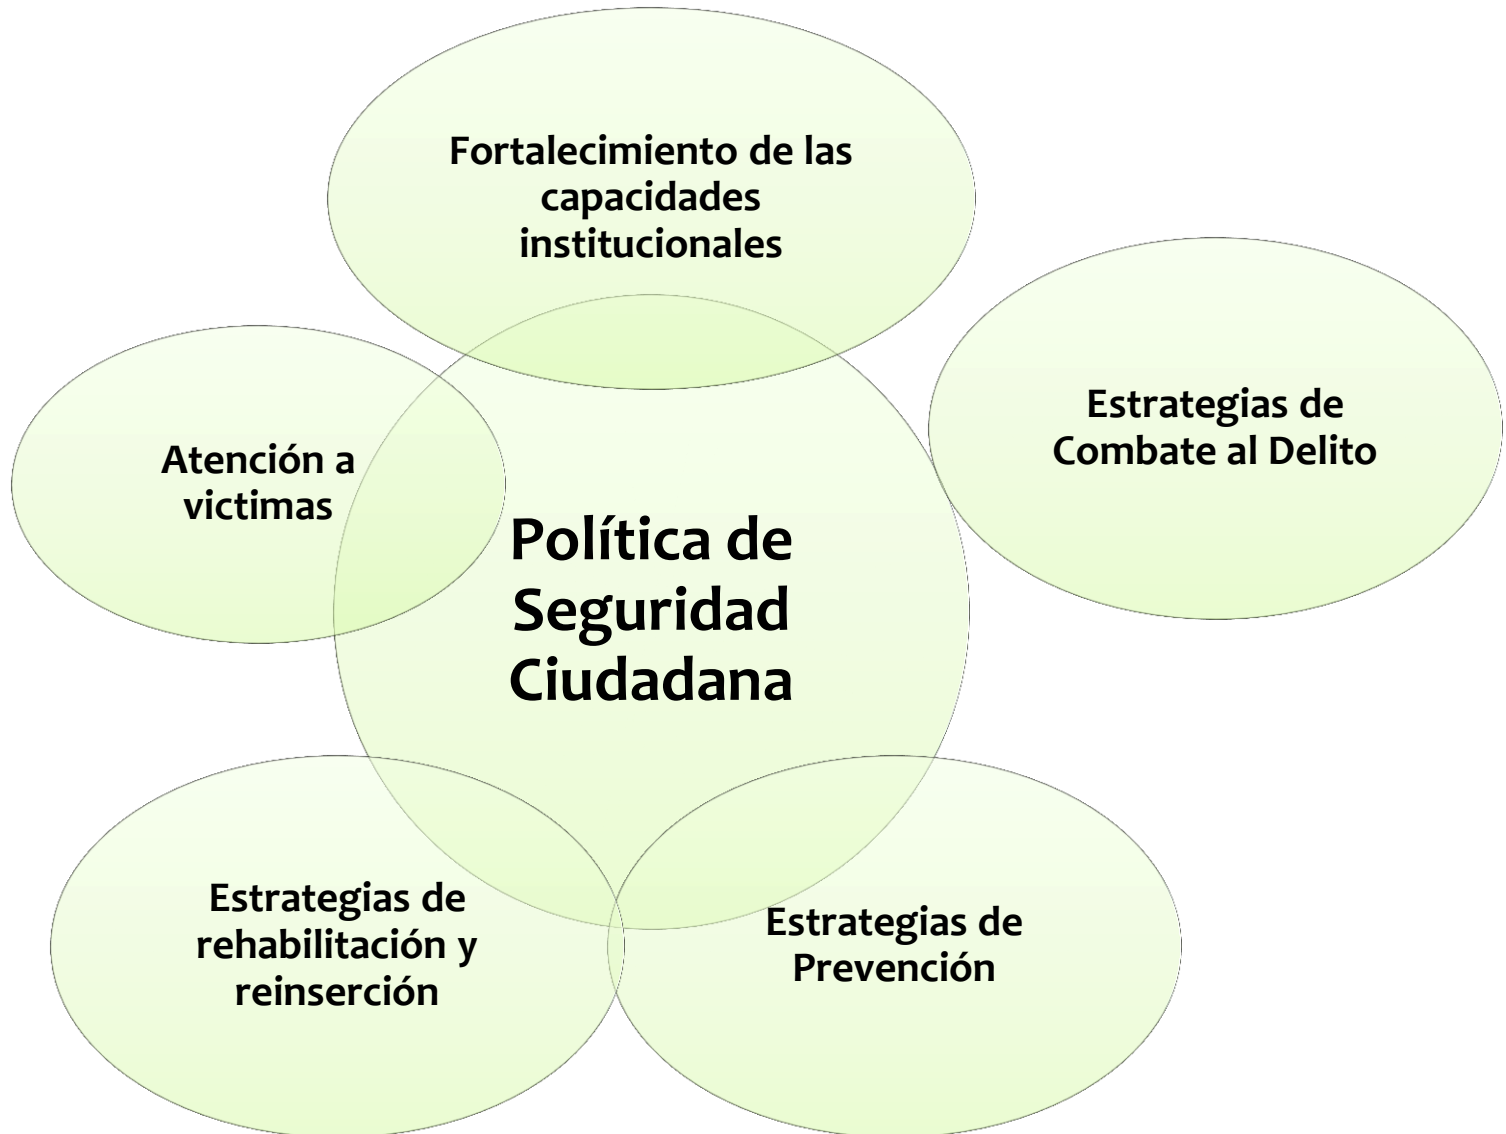 Fortalecimiento de las
capacidades
institucionales
Estrategias de
Combate al Delito
Atención a
victimas
Política de
Seguridad
Ciudadana
Estrategias de
rehabilitación y
reinserción
Estrategias de
Prevención